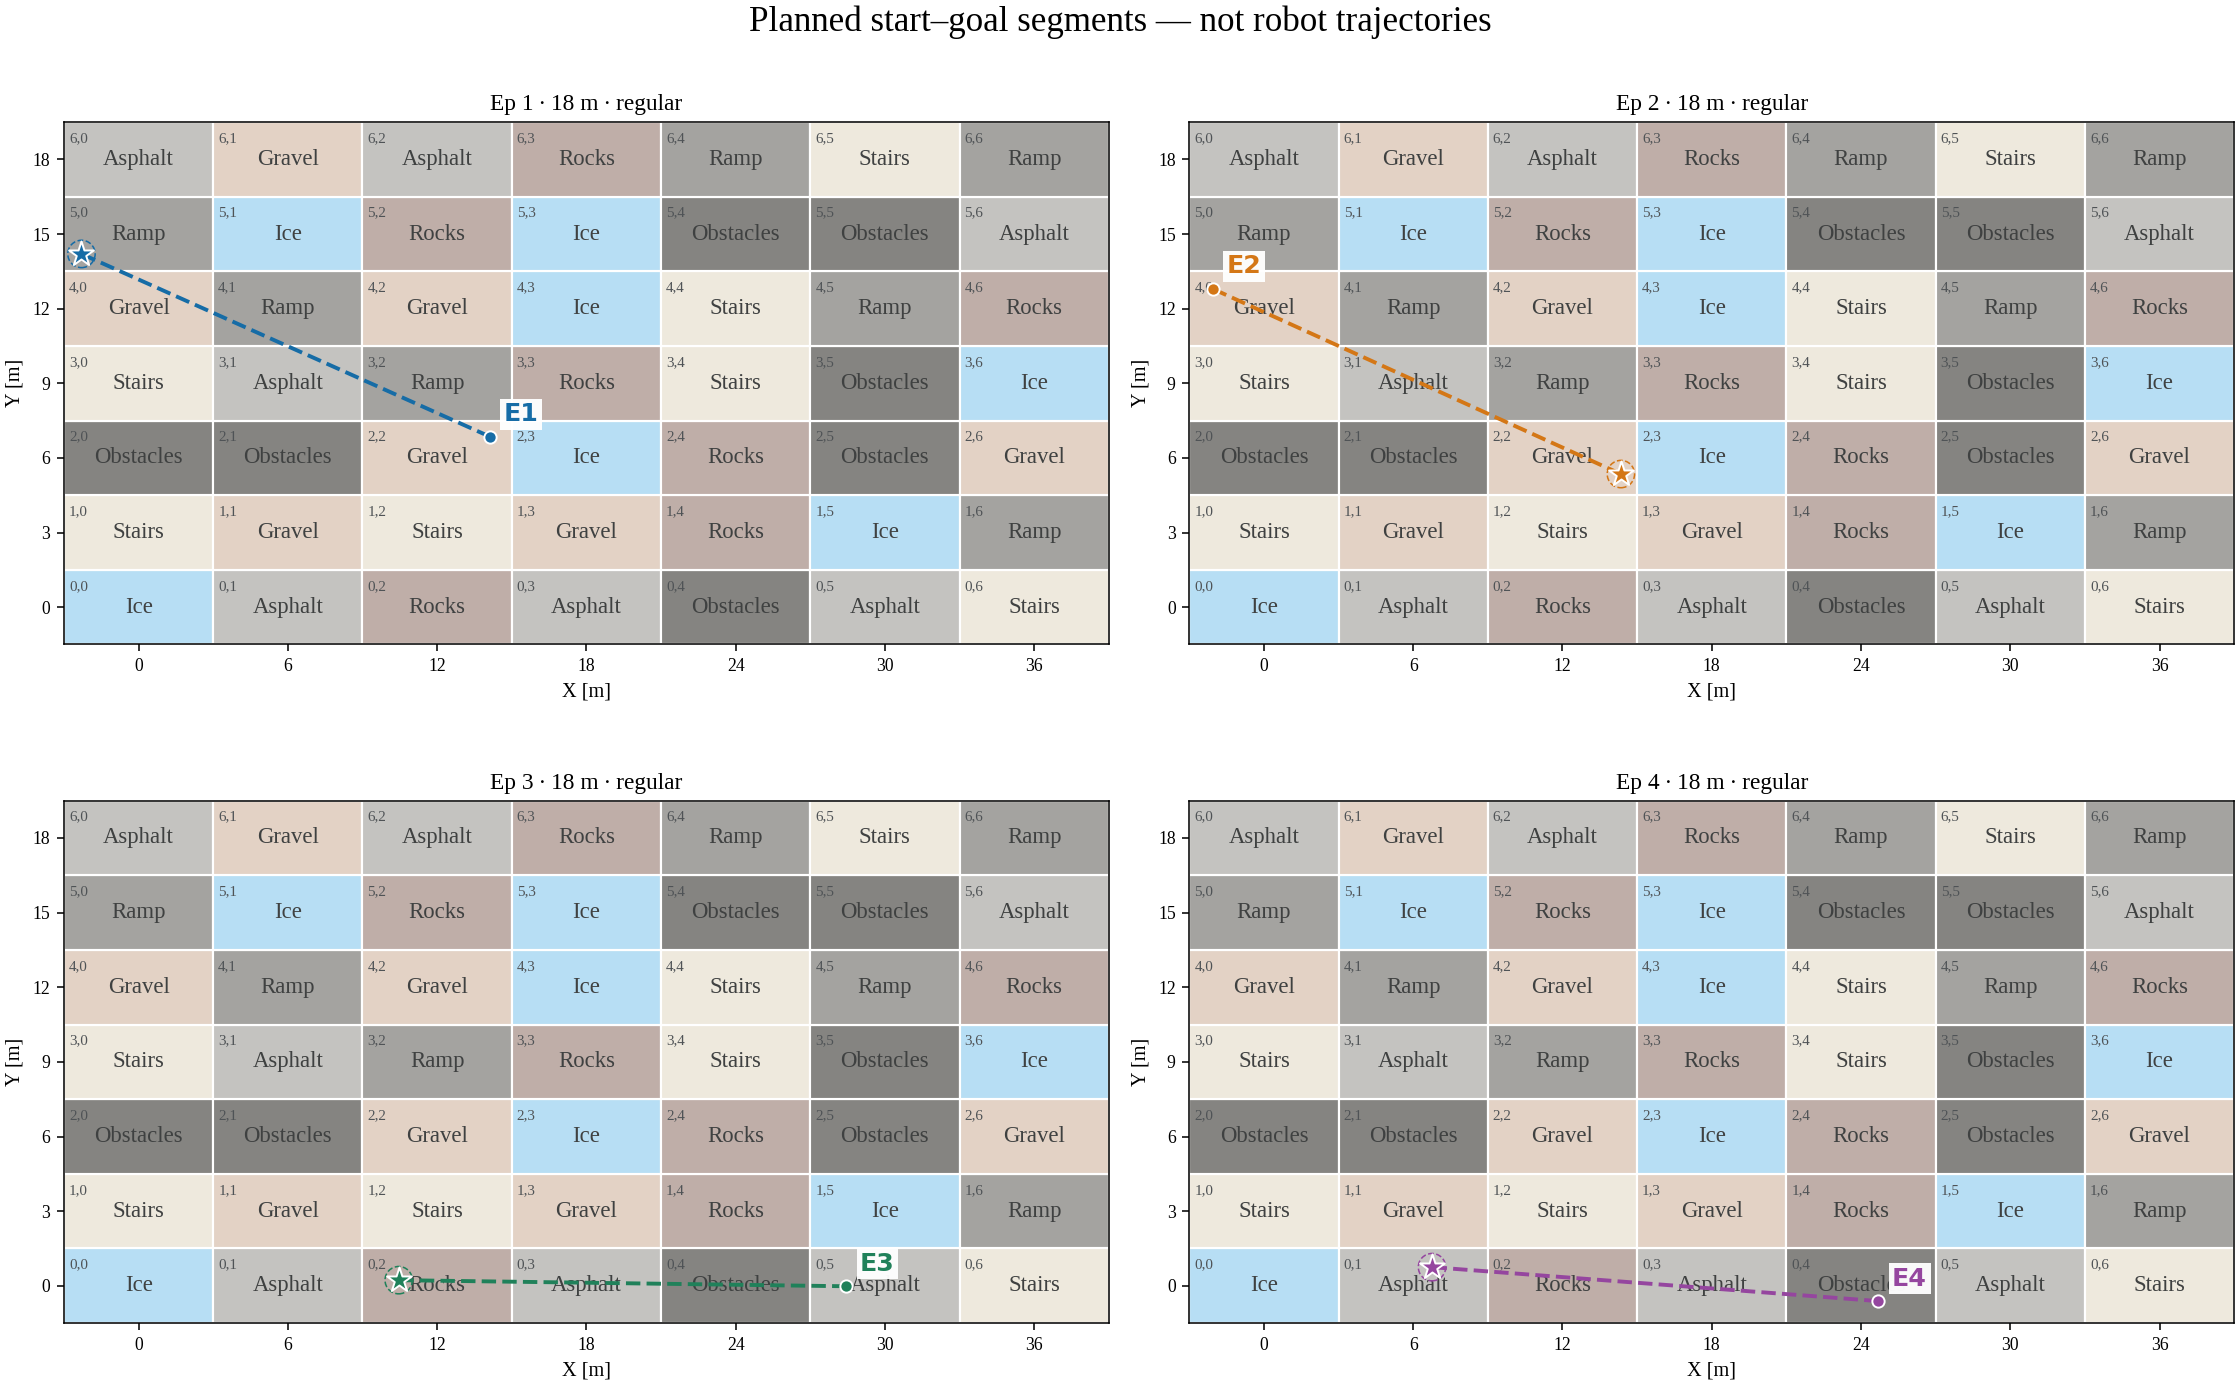 Planned start–goal segments — not robot trajectories
Ep 1 · 18 m · regular
6,0 Asphalt 6,1 Gravel 6,2 Asphalt 6,3 Rocks 6,4 Ramp 6,5 Stairs 6,6 Ramp
5,0 Ramp 5,1 Ice 5,2 Rocks 5,3 Ice 5,4 Obstacles 5,5 Obstacles 5,6 Asphalt
4,0 Gravel 4,1 Ramp 4,2 Gravel 4,3 Ice 4,4 Stairs 4,5 Ramp 4,6 Rocks
3,0 Stairs 3,1 Asphalt 3,2 Ramp 3,3 Rocks 3,4 Stairs 3,5 Obstacles 3,6 Ice
E1
2,0 Obstacles 2,1 Obstacles 2,2 Gravel 2,3 Ice 2,4 Rocks 2,5 Obstacles 2,6 Gravel
1,0 Stairs 1,1 Gravel 1,2 Stairs 1,3 Gravel 1,4 Rocks 1,5 Ice 1,6 Ramp
0,0 Ice 0,1 Asphalt 0,2 Rocks 0,3 Asphalt 0,4 Obstacles 0,5 Asphalt 0,6 Stairs
18
15
12
9
6
3
0
Y [m]
0 6 12 18 24 30 36
X [m]
Ep 2 · 18 m · regular
6,0 Asphalt 6,1 Gravel 6,2 Asphalt 6,3 Rocks 6,4 Ramp 6,5 Stairs 6,6 Ramp
5,0 Ramp 5,1 Ice 5,2 Rocks 5,3 Ice 5,4 Obstacles 5,5 Obstacles 5,6 Asphalt
E2
Gravel 4,1 Ramp 4,2 Gravel 4,3 Ice 4,4 Stairs 4,5 Ramp 4,6 Rocks
3,0 Stairs 3,1 Asphalt 3,2 Ramp 3,3 Rocks 3,4 Stairs 3,5 Obstacles 3,6 Ice
2,0 Obstacles 2,1 Obstacles 2,2 Gravel 2,3 Ice 2,4 Rocks 2,5 Obstacles 2,6 Gravel
1,0 Stairs 1,1 Gravel 1,2 Stairs 1,3 Gravel 1,4 Rocks 1,5 Ice 1,6 Ramp
0,0 Ice 0,1 Asphalt 0,2 Rocks 0,3 Asphalt 0,4 Obstacles 0,5 Asphalt 0,6 Stairs
18
15
12
9
6
3
0
Y [m]
0 6 12 18 24 30 36
X [m]
Ep 3 · 18 m · regular
6,0 Asphalt 6,1 Gravel 6,2 Asphalt 6,3 Rocks 6,4 Ramp 6,5 Stairs 6,6 Ramp
5,0 Ramp 5,1 Ice 5,2 Rocks 5,3 Ice 5,4 Obstacles 5,5 Obstacles 5,6 Asphalt
4,0 Gravel 4,1 Ramp 4,2 Gravel 4,3 Ice 4,4 Stairs 4,5 Ramp 4,6 Rocks
3,0 Stairs 3,1 Asphalt 3,2 Ramp 3,3 Rocks 3,4 Stairs 3,5 Obstacles 3,6 Ice
2,0 Obstacles 2,1 Obstacles 2,2 Gravel 2,3 Ice 2,4 Rocks 2,5 Obstacles 2,6 Gravel
1,0 Stairs 1,1 Gravel 1,2 Stairs 1,3 Gravel 1,4 Rocks 1,5 Ice 1,6 Ramp
E3
0,0 Ice 0,1 Asphalt 0,2 Rocks 0,3 Asphalt 0,4 Obstacles 0,5 Asphalt 0,6 Stairs
18
15
12
9
6
3
0
Y [m]
0 6 12 18 24 30 36
X [m]
Ep 4 · 18 m · regular
6,0 Asphalt 6,1 Gravel 6,2 Asphalt 6,3 Rocks 6,4 Ramp 6,5 Stairs 6,6 Ramp
5,0 Ramp 5,1 Ice 5,2 Rocks 5,3 Ice 5,4 Obstacles 5,5 Obstacles 5,6 Asphalt
4,0 Gravel 4,1 Ramp 4,2 Gravel 4,3 Ice 4,4 Stairs 4,5 Ramp 4,6 Rocks
3,0 Stairs 3,1 Asphalt 3,2 Ramp 3,3 Rocks 3,4 Stairs 3,5 Obstacles 3,6 Ice
2,0 Obstacles 2,1 Obstacles 2,2 Gravel 2,3 Ice 2,4 Rocks 2,5 Obstacles 2,6 Gravel
1,0 Stairs 1,1 Gravel 1,2 Stairs 1,3 Gravel 1,4 Rocks 1,5 Ice 1,6 Ramp
0,0 Ice 0,1 Asphalt 0,2 Rocks 0,3 Asphalt 0,4 E4 0,5 Asphalt 0,6 Stairs
18
15
12
9
6
3
0
Y [m]
0 6 12 18 24 30 36
X [m]